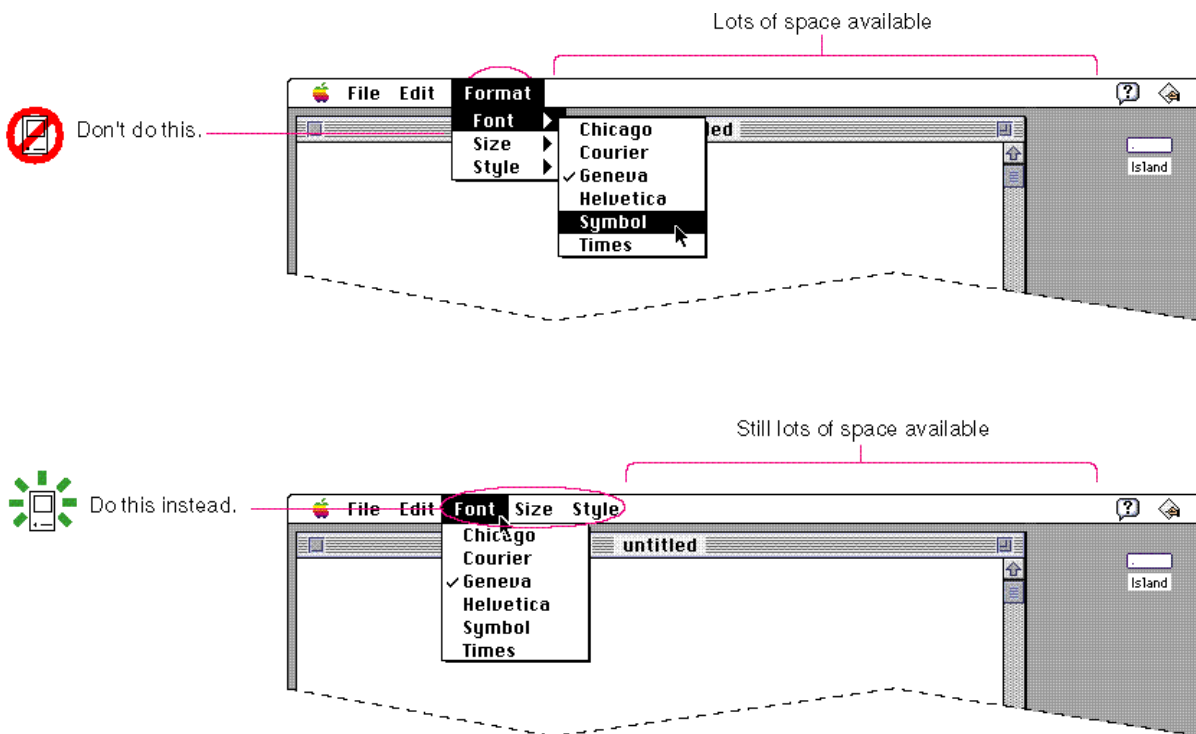 Lots of space available
File Edit Format
Don't do this.
Font
Size
Style
Chicago
Courier
Geneva
Helvetica
Symbol
Times
led
Island
Still lots of space available
Do this instead.
File Edit Font Size Style
untitled
Chicago
Courier
Geneva
Helvetica
Symbol
Times
Island